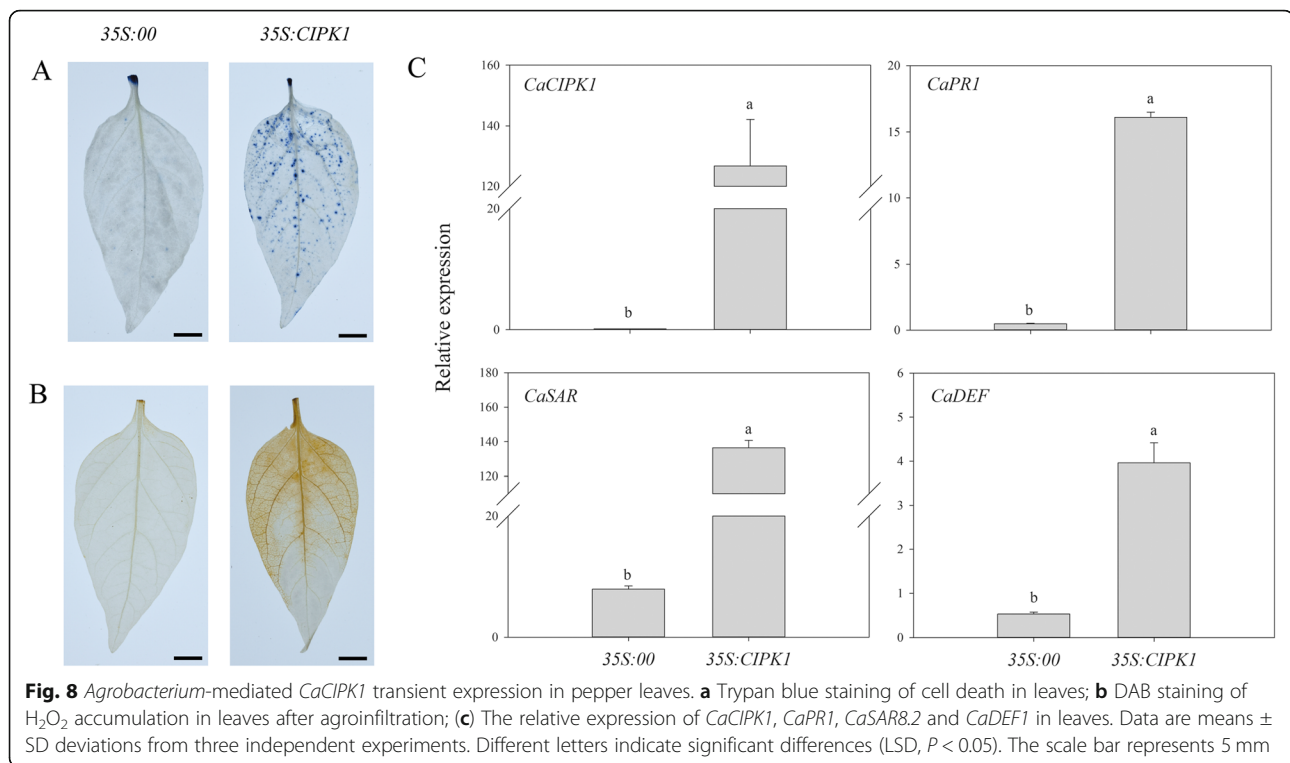 35S:00 35S:CIPK1
A
B
C
Relative expression
CaCIPK1
160
140
120
20
0
b
a
CaPR1
20
15
10
5
0
b
a
CaSAR
180
160
140
120
20
0
b
a
35S:00 35S:CIPK1
CaDEF
6
5
4
3
2
1
0
b
a
35S:00 35S:CIPK1
Fig. 8 Agrobacterium-mediated CaCIPK1 transient expression in pepper leaves. a Trypan blue staining of cell death in leaves; b DAB staining of
H₂O₂ accumulation in leaves after agroinfiltration; (c) The relative expression of CaCIPK1, CaPR1, CaSAR8.2 and CaDEF1 in leaves. Data are means ±
SD deviations from three independent experiments. Different letters indicate significant differences (LSD, P < 0.05). The scale bar represents 5 mm